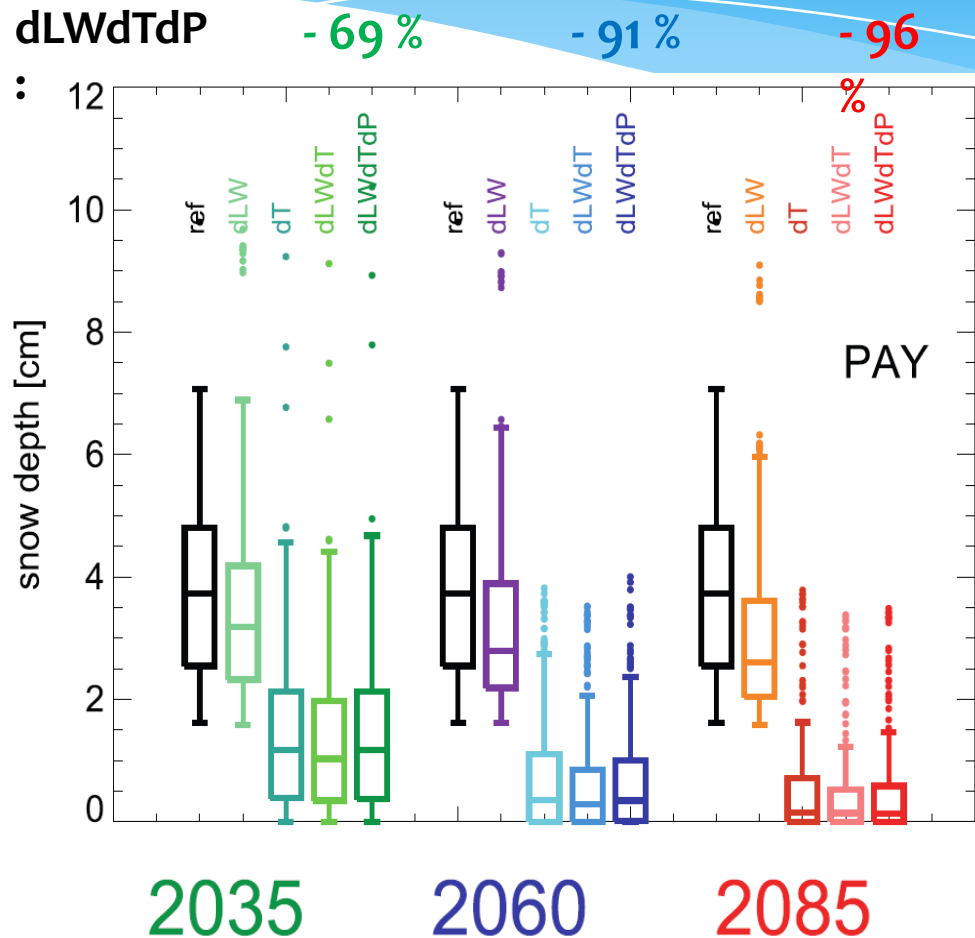 dLWdTdP - 69 % - 91 % - 96
: %
12
10
8
6
4
2
0
snow depth [cm]
ref dLW dT dLWdT dLWdTdP ref dLW dT dLWdT dLWdTdP ref dLW dT dLWdT dLWdTdP
PAY
2035 2060 2085